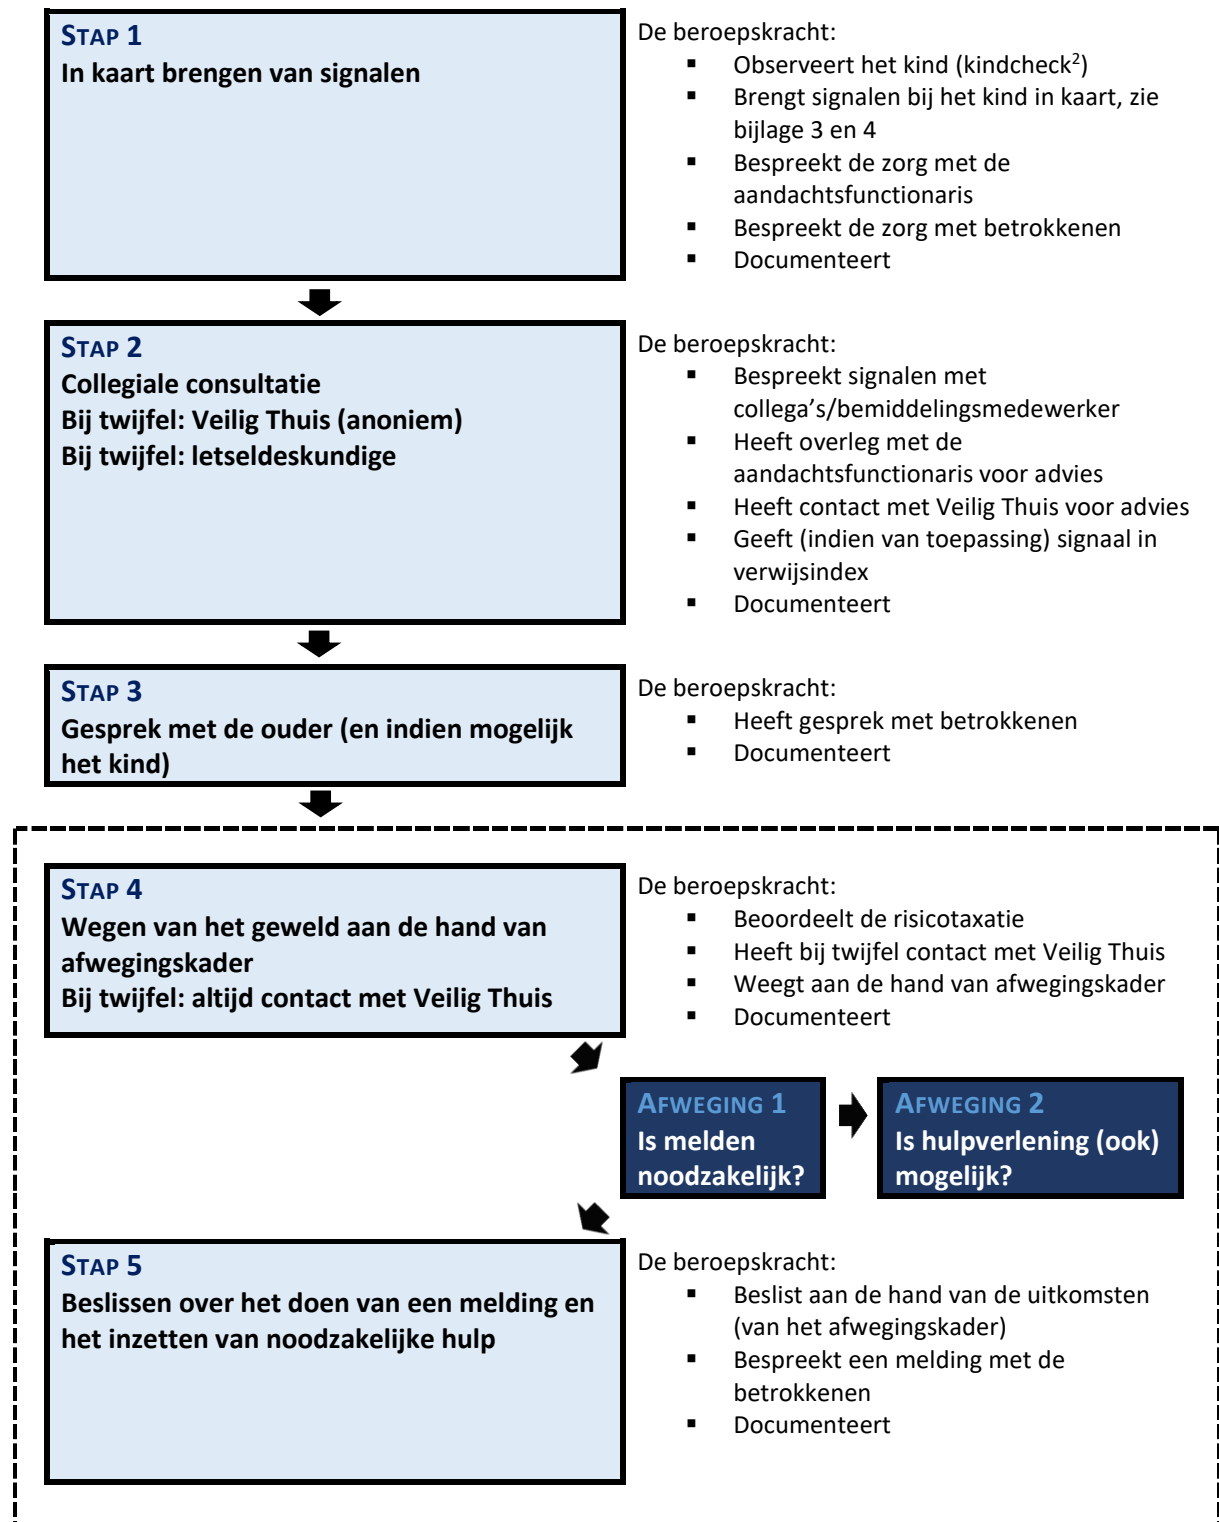 STAP 1
In kaart brengen van signalen
De beroepskracht:
▪ Observeert het kind (kindcheck²)
▪ Brengt signalen bij het kind in kaart, zie
bijlage 3 en 4
▪ Bespreekt de zorg met de
aandachtsfunctionaris
▪ Bespreekt de zorg met betrokkenen
▪ Documenteert
STAP 2
Collegiale consultatie
Bij twijfel: Veilig Thuis (anoniem)
Bij twijfel: letseldeskundige
De beroepskracht:
▪ Bespreekt signalen met
collega’s/bemiddelingsmedewerker
▪ Heeft overleg met de
aandachtsfunctionaris voor advies
▪ Heeft contact met Veilig Thuis voor advies
▪ Geeft (indien van toepassing) signaal in
verwijsindex
▪ Documenteert
STAP 3
Gesprek met de ouder (en indien mogelijk
het kind)
De beroepskracht:
▪ Heeft gesprek met betrokkenen
▪ Documenteert
STAP 4
Wegen van het geweld aan de hand van
afwegingskader
Bij twijfel: altijd contact met Veilig Thuis
De beroepskracht:
▪ Beoordeelt de risicotaxatie
▪ Heeft bij twijfel contact met Veilig Thuis
▪ Weegt aan de hand van afwegingskader
▪ Documenteert
AFWEGING 1
Is melden
noodzakelijk?
AFWEGING 2
Is hulpverlening (ook)
mogelijk?
STAP 5
Beslissen over het doen van een melding en
het inzetten van noodzakelijke hulp
De beroepskracht:
▪ Beslist aan de hand van de uitkomsten
(van het afwegingskader)
▪ Bespreekt een melding met de
betrokkenen
▪ Documenteert